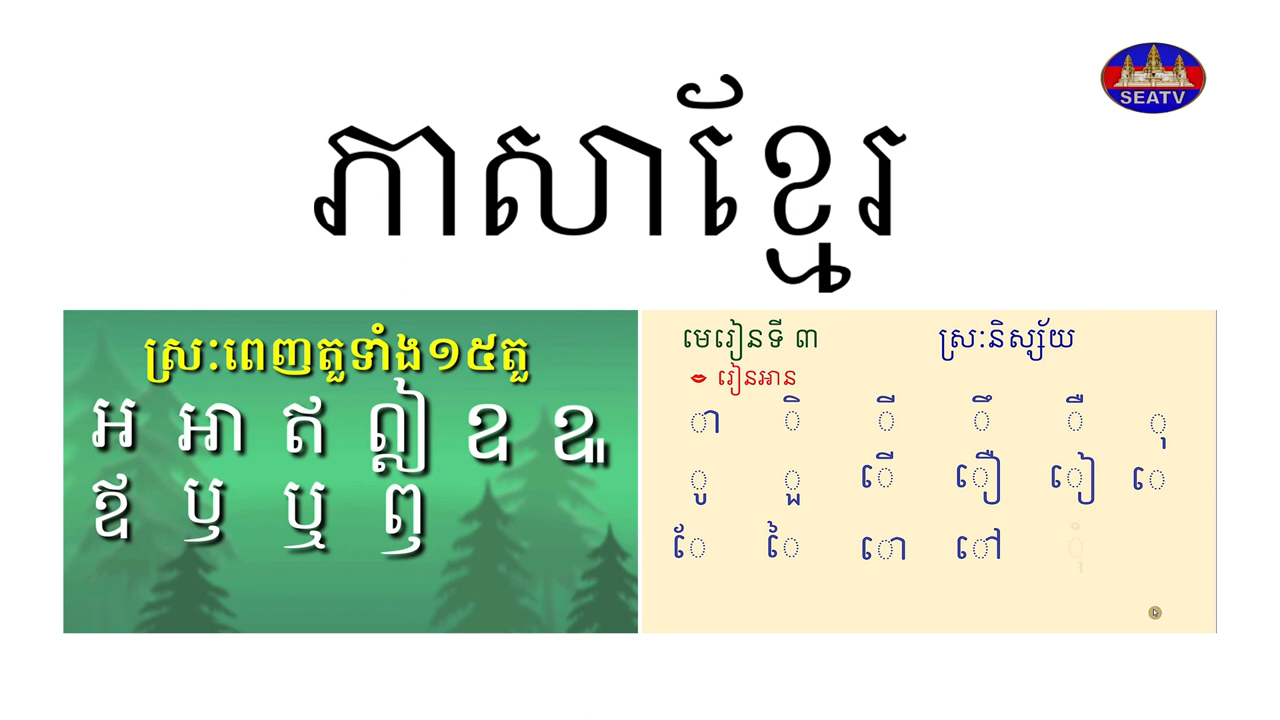 SEATV
ភាសាខ្មែរ
ស្រៈពេញតួទាំង១៥តួ
អ អា ឥ ឦ ឧ ឩ
ឪ ឫ ឬ ឭ
មេរៀនទី ៣ ស្រៈនិស្ស័យ
រៀនអាន
ា ិ ី ឹ ឺ ុ
ូ ួ ើ ឿ ៀ េ
ែ ៃ ោ ៅ ុំ